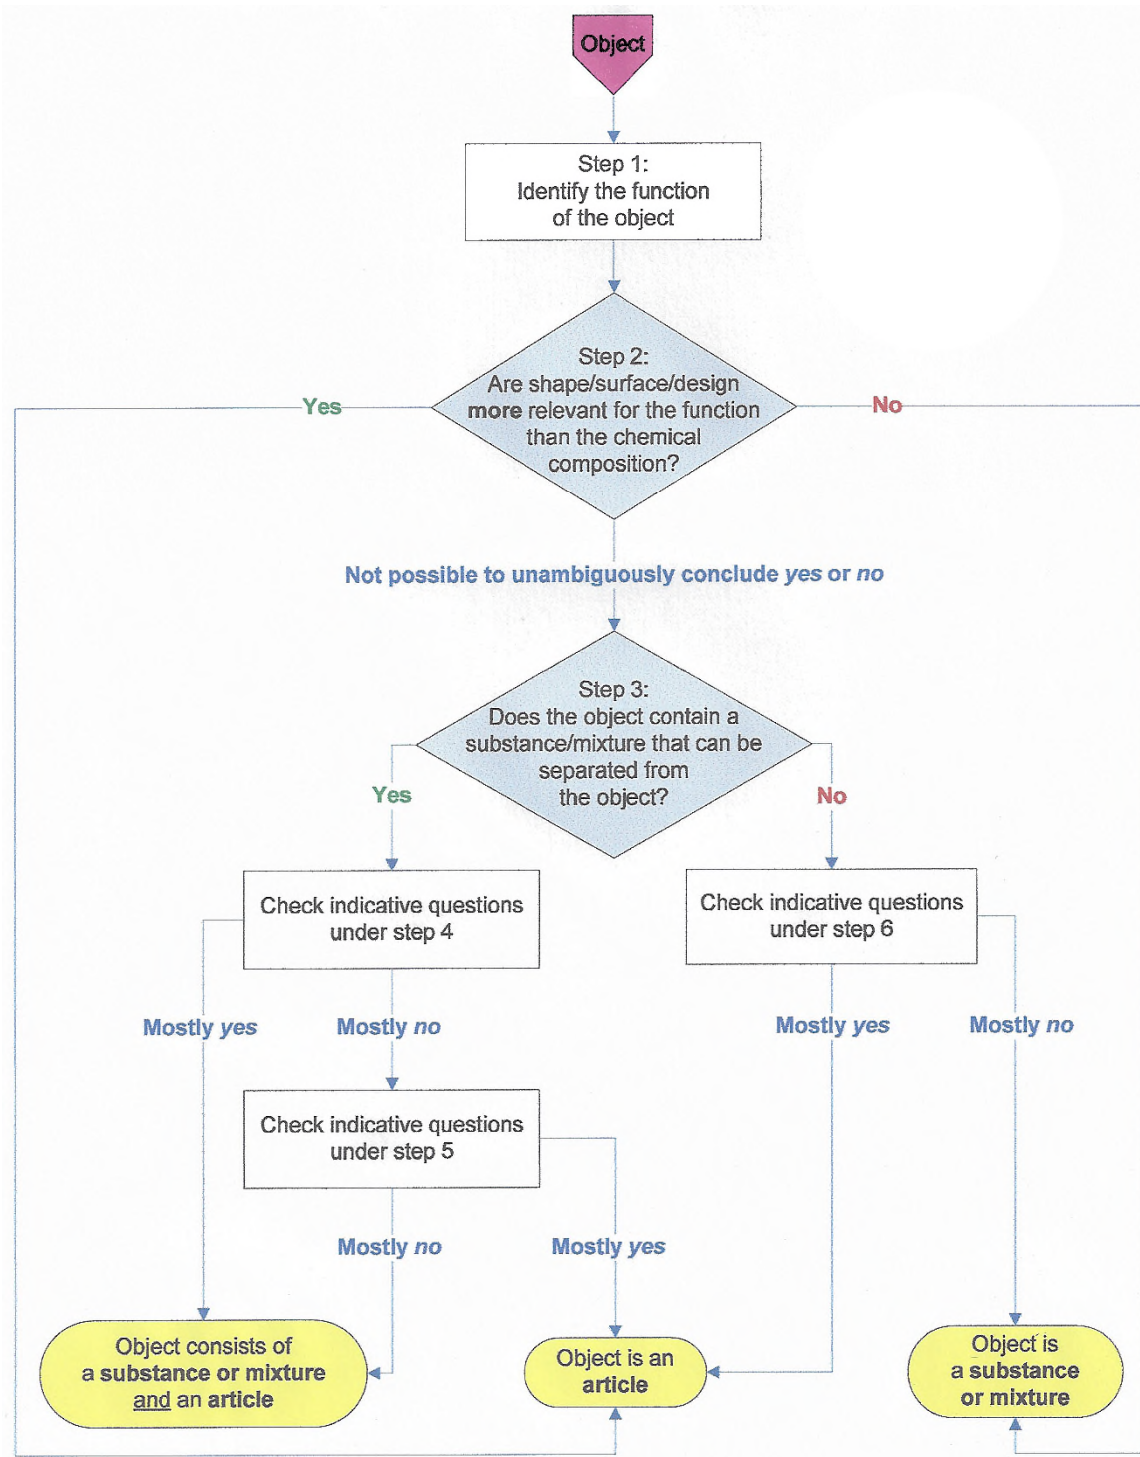 Object
Step 1:
Identify the function
of the object
Step 2:
Are shape/surface/design
more relevant for the function
than the chemical
composition?
Yes
No
Not possible to unambiguously conclude yes or no
Step 3:
Does the object contain a
substance/mixture that can be
separated from
the object?
Yes
No
Check indicative questions
under step 4
Check indicative questions
under step 6
Mostly yes
Mostly no
Mostly yes
Mostly no
Check indicative questions
under step 5
Mostly no
Mostly yes
Object consists of
a substance or mixture
and an article
Object is an
article
Object is
a substance
or mixture